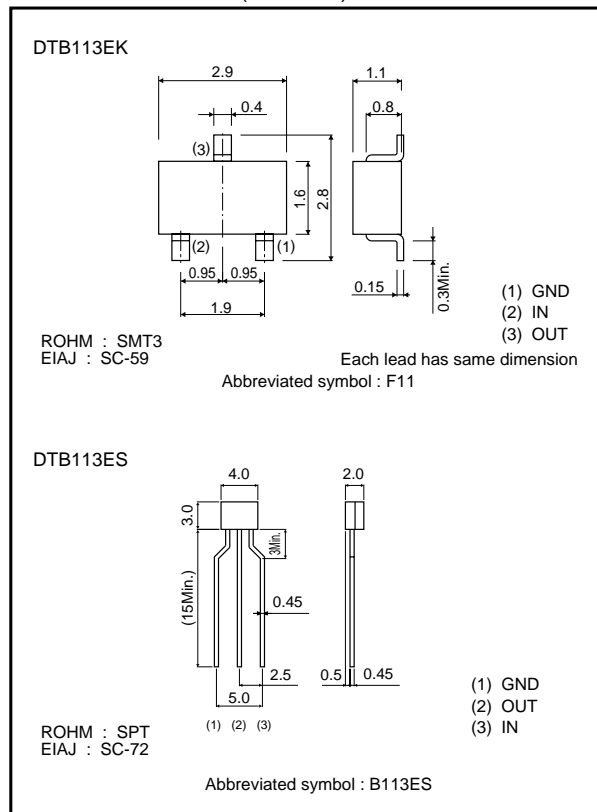 DTB113EK
2.9
1.1
0.4
0.8
(3)
1.6
2.8
(2)
(1)
0.95
0.95
1.9
0.15
0.3Min.
(1) GND
(2) IN
(3) OUT
ROHM : SMT3
EIAJ : SC-59
Each lead has same dimension
Abbreviated symbol : F11
DTB113ES
4.0
2.0
3.0
3Min.
(15Min.)
0.45
2.5
0.5
0.45
5.0
(1) (2) (3)
(1) GND
(2) OUT
(3) IN
ROHM : SPT
EIAJ : SC-72
Abbreviated symbol : B113ES